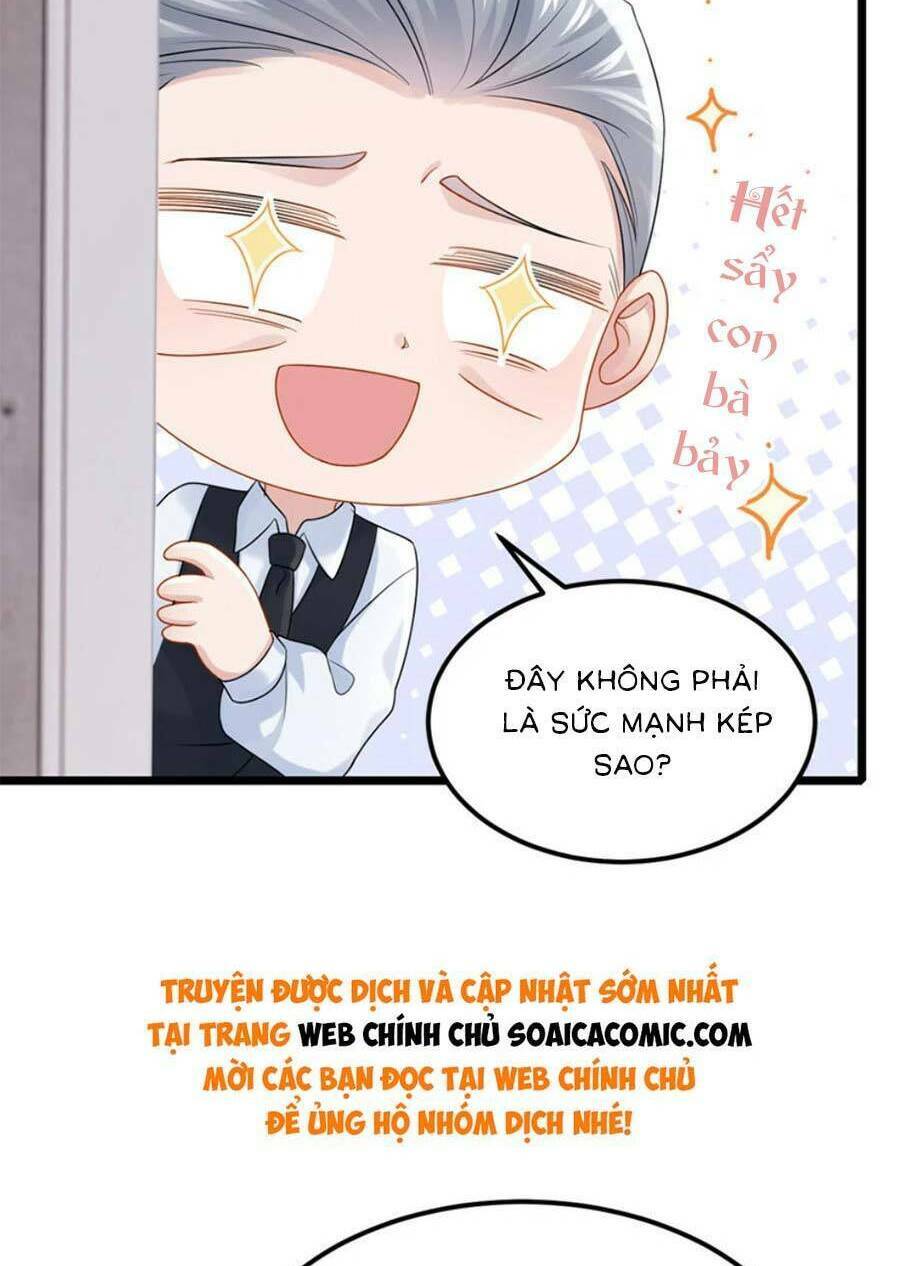 Hết
sẩy
con
bà
bảy
ĐÂY KHÔNG PHẢI
LÀ SỨC MẠNH KÉP
SAO?
TRUYỆN ĐƯỢC DỊCH VÀ CẬP NHẬT SỚM NHẤT
TẠI TRANG WEB CHÍNH CHỦ SOAICACOMIC.COM
MỜI CÁC BẠN ĐỌC TẠI WEB CHÍNH CHỦ
ĐỂ ỦNG HỘ NHÓM DỊCH NHÉ!